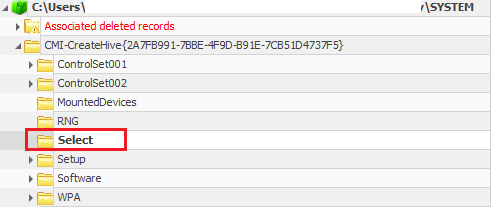 C:\Users\ y\SYSTEM
Associated deleted records
CMI-CreateHive{2A7FB991-7BBE-4F9D-B91E-7CB51D4737F5}
ControlSet001
ControlSet002
MountedDevices
RNG
Select
Setup
Software
WPA